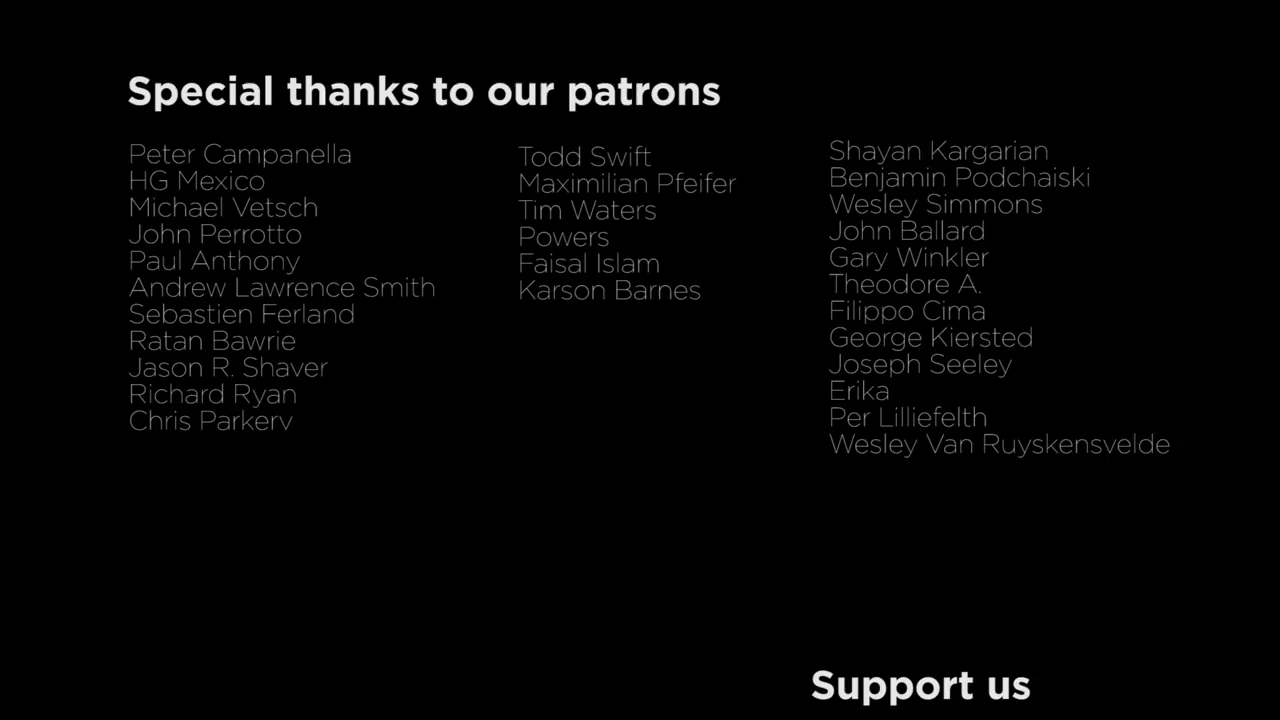 Special thanks to our patrons
Peter Campanella
HG Mexico
Michael Vetsch
John Perrotto
Paul Anthony
Andrew Lawrence Smith
Sebastien Ferland
Ratan Bawrie
Jason R. Shaver
Richard Ryan
Chris Parkerv
Todd Swift
Maximilian Pfeifer
Tim Waters
Powers
Faisal Islam
Karson Barnes
Shayan Kargarian
Benjamin Podchaiski
Wesley Simmons
John Ballard
Gary Winkler
Theodore A.
Filippo Cima
George Kiersted
Joseph Seeley
Erika
Per Lilliefelth
Wesley Van Ruyskensvelde
Support us